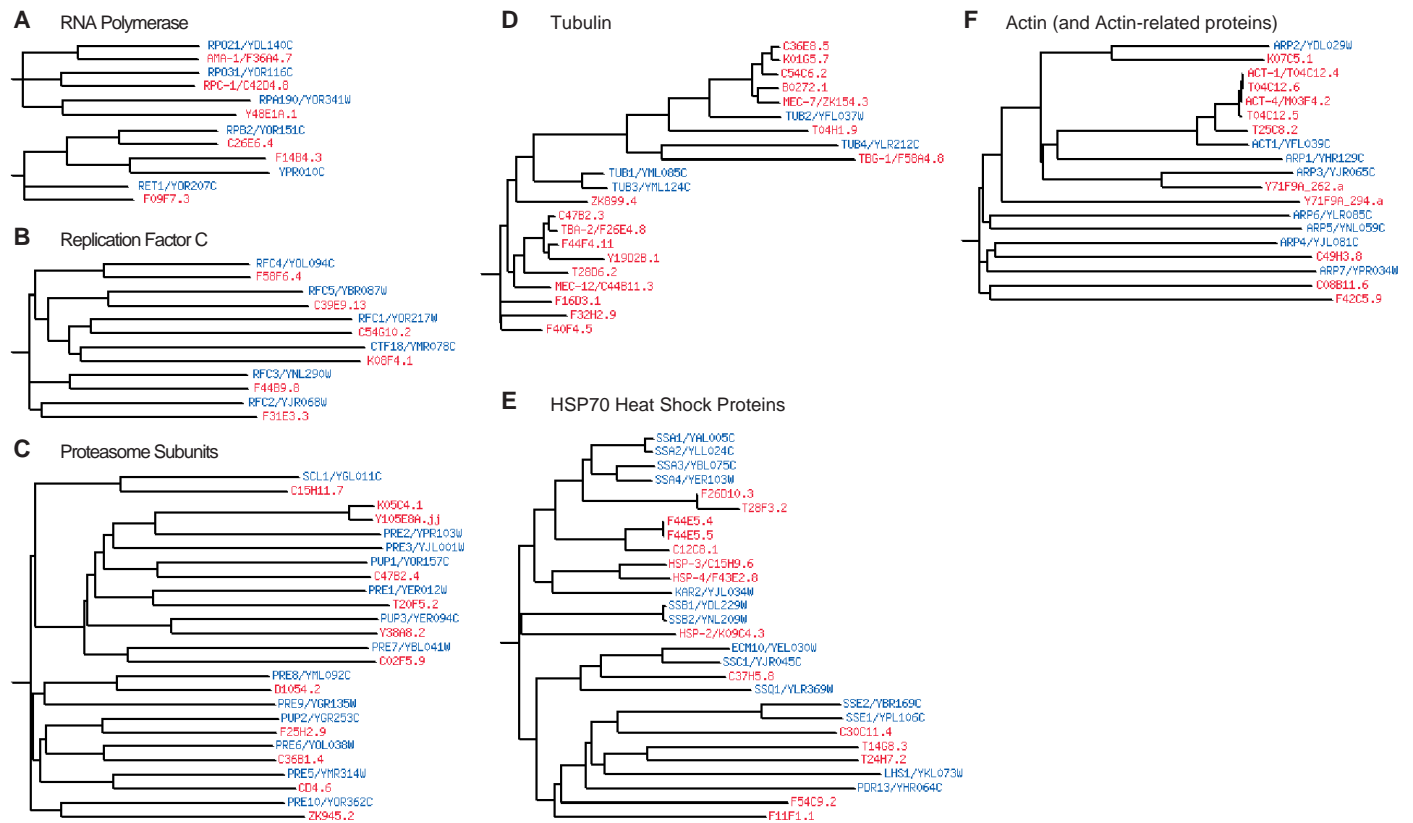 A RNA Polymerase
RPO21/YDL140C
AMA-1/F36A4.7
RPO31/YOR116C
RPC-1/C42D4.8
RPA190/YOR341W
Y48E1A.1
RPB2/YOR151C
C26E6.4
F14B4.3
YPR010C
RET1/YOR207C
F09F7.3
B Replication Factor C
RFC4/YOL094C
F58F6.4
RFC5/YBR087W
C39E9.13
RFC1/YOR217W
C54G10.2
CTF18/YMR078C
K08F4.1
RFC3/YNL290W
F44B9.8
RFC2/YJR068W
F31E3.3
C Proteasome Subunits
SCL1/YGL011C
C15H11.7
K05C4.1
Y105E8A.jj
PRE2/YPR103W
PRE3/YJL001W
PUP1/YOR157C
C47B2.4
PRE1/YER012W
T20F5.2
PUP3/YER094C
Y38A8.2
PRE7/YBL041W
C02F5.9
PRE8/YML092C
D1054.2
PRE9/YGR135W
PUP2/YGR253C
F25H2.9
PRE6/YOL038W
C36B1.4
PRE5/YMR314W
CD4.6
PRE10/YOR362C
ZK945.2
D Tubulin
C36E8.5
K01G5.7
C54C6.2
B0272.1
MEC-7/ZK154.3
TUB2/YFL037W
T04H1.9
TUB4/YLR212C
TBG-1/F58A4.8
TUB1/YML085C
TUB3/YML124C
ZK899.4
C47B2.3
TBA-2/F26E4.8
F44F4.11
Y19D2B.1
T28D6.2
MEC-12/C44B11.3
F16D3.1
F32H2.9
F40F4.5
E HSP70 Heat Shock Proteins
SSA1/YAL005C
SSA2/YLL024C
SSA3/YBL075C
SSA4/YER103W
F26D10.3
T28F3.2
F44E5.4
F44E5.5
C12C8.1
HSP-3/C15H9.6
HSP-4/F43E2.8
KAR2/YJL034W
SSB1/YDL229W
SSB2/YNL209W
HSP-2/K09C4.3
ECM10/YEL030W
SSC1/YJR045C
C37H5.8
SSQ1/YLR369W
SSE2/YBR169C
SSE1/YPL106C
C30C11.4
T14G8.3
T24H7.2
LHS1/YKL073W
PDR13/YHR064C
F54C9.2
F11F1.1
F Actin (and Actin-related proteins)
ARP2/YDL029W
K07C5.1
ACT-1/T04C12.4
T04C12.6
ACT-4/M03F4.2
T04C12.5
T25C8.2
ACT1/YFL039C
ARP1/YHR129C
ARP3/YJR065C
Y71F9A_262.a
Y71F9A_294.a
ARP6/YLR085C
ARP5/YNL059C
ARP4/YJL081C
C49H3.8
ARP7/YPR034W
C08B11.6
F42C5.9